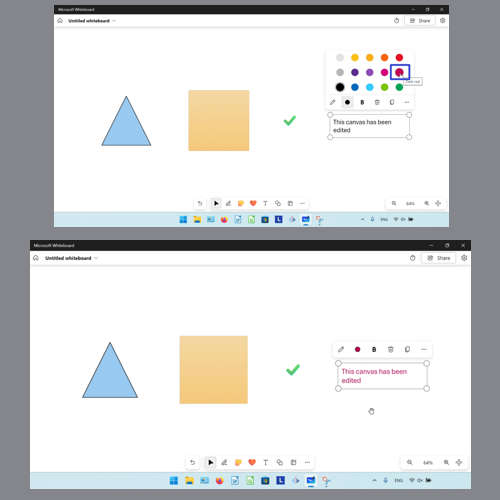 Microsoft Whiteboard
Untitled whiteboard
Share
Dark red
B
This canvas has been
edited
T
64%
L
ENG
Microsoft Whiteboard
Untitled whiteboard
Share
B
This canvas has been
edited
T
64%
L
ENG